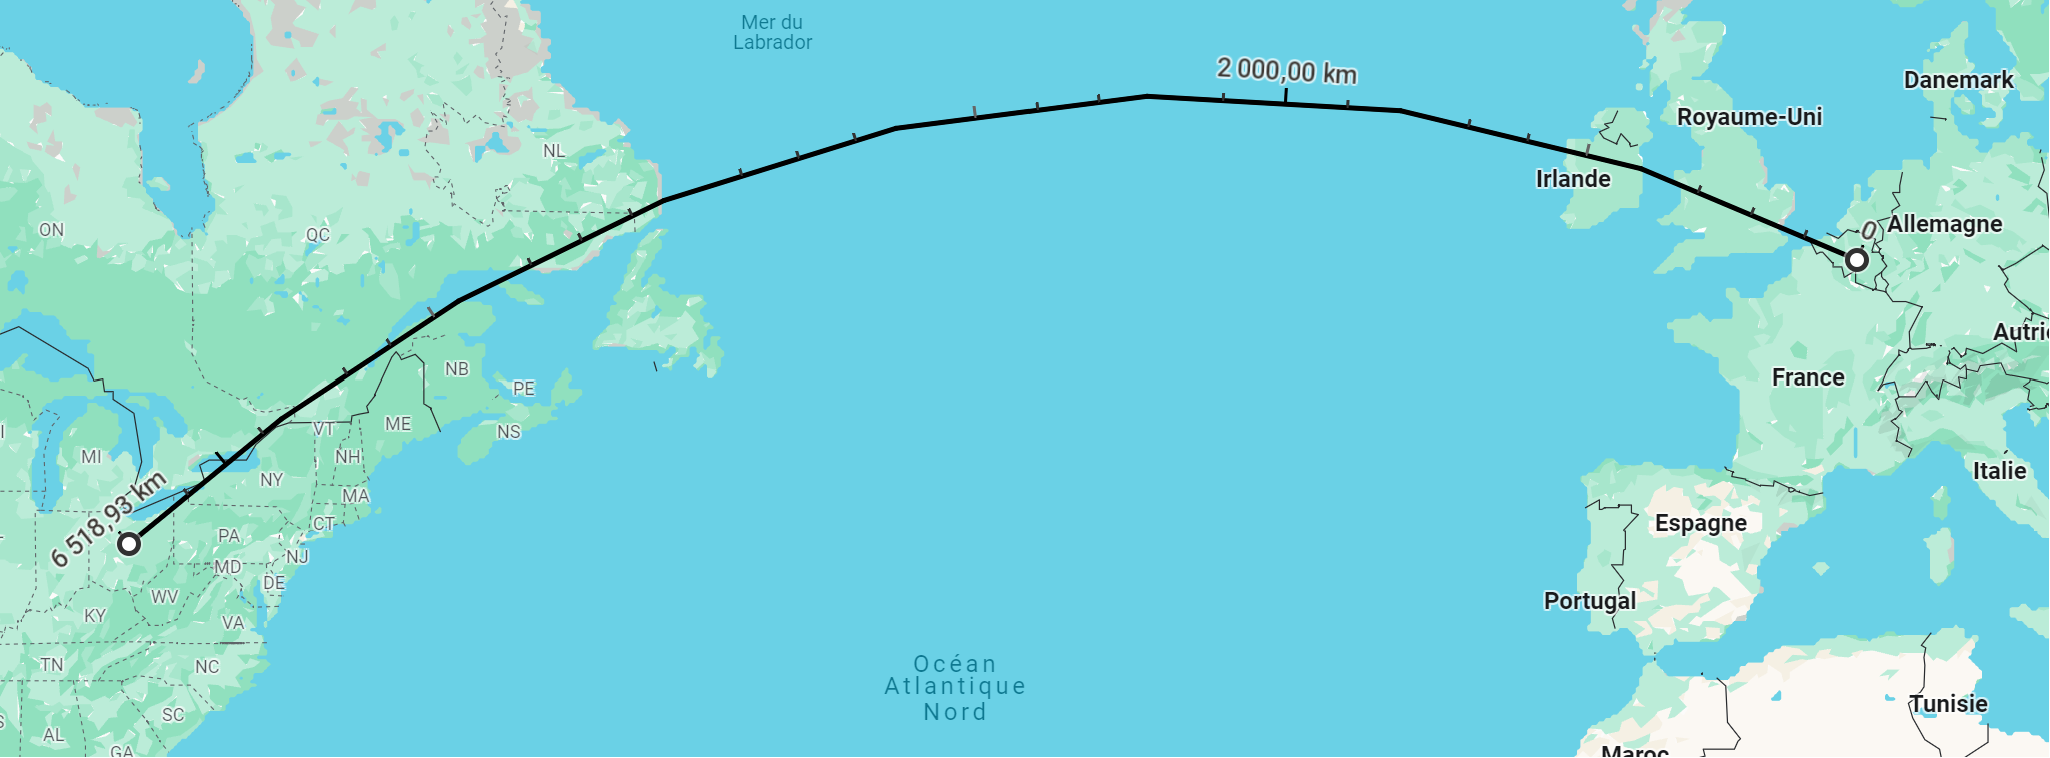 Mer du
Labrador
2 000,00 km
Danemark
Royaume-Uni
NL
Irlande
ON
QC
0
Allemagne
Autri
NB
France
PE
VT
ME
NS
MI
NH
Italie
NY
MA
6 518,93 km
CT
Espagne
PA
NJ
MD
DE
WV
Portugal
KY
VA
Océan
Atlantique
Nord
TN
NC
Tunisie
SC
AL
GA
Maroc